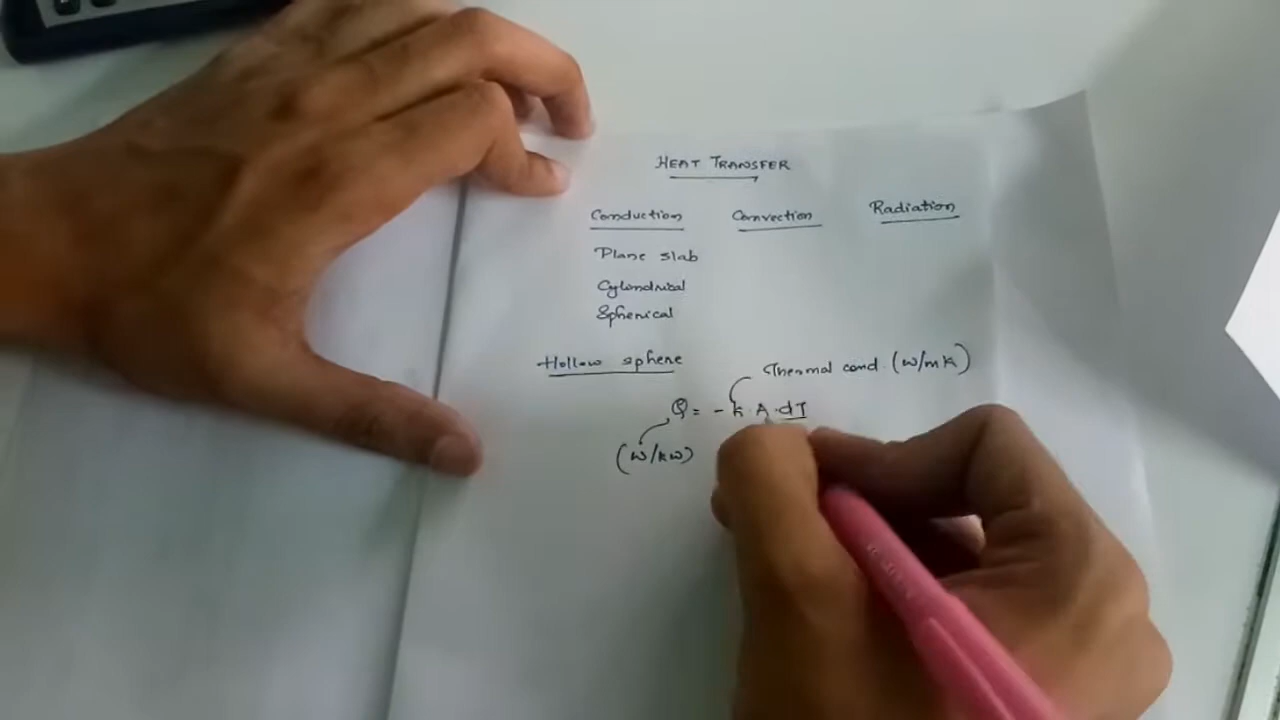 HEAT TRANSFER
Conduction Convection Radiation
Plane slab
Cylindrical
Spherical
Hollow sphere
Thermal cond. (W/mK)
Q = - k. A. dT
(W/kW)